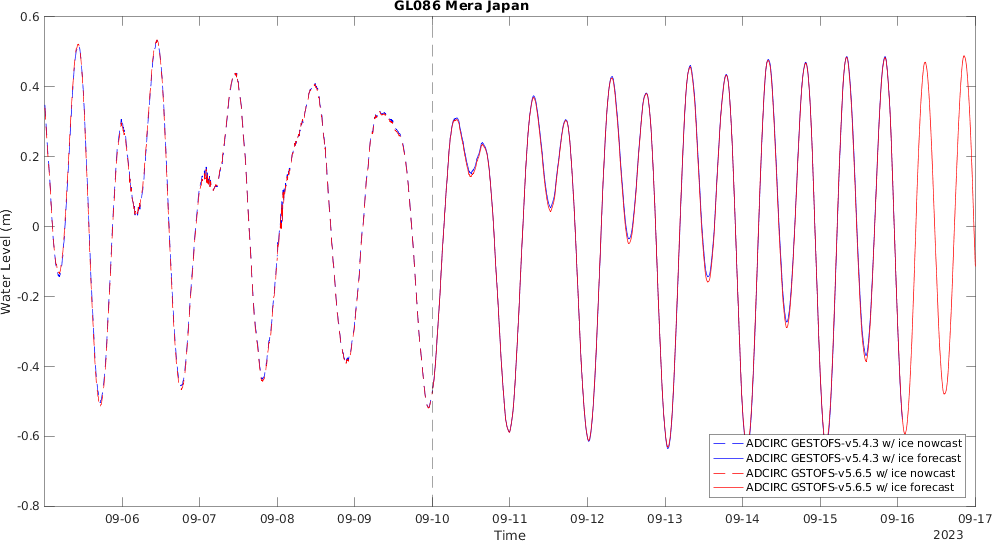 GL086 Mera Japan
0.6
0.4
0.2
0
-0.2
-0.4
-0.6
-0.8
Water Level (m)
ADCIRC GESTOFS-v5.4.3 w/ ice nowcast
ADCIRC GESTOFS-v5.4.3 w/ ice forecast
ADCIRC GSTOFS-v5.6.5 w/ ice nowcast
ADCIRC GSTOFS-v5.6.5 w/ ice forecast
09-06 09-07 09-08 09-09 09-10 09-11 09-12 09-13 09-14 09-15 09-16 09-17
Time
2023